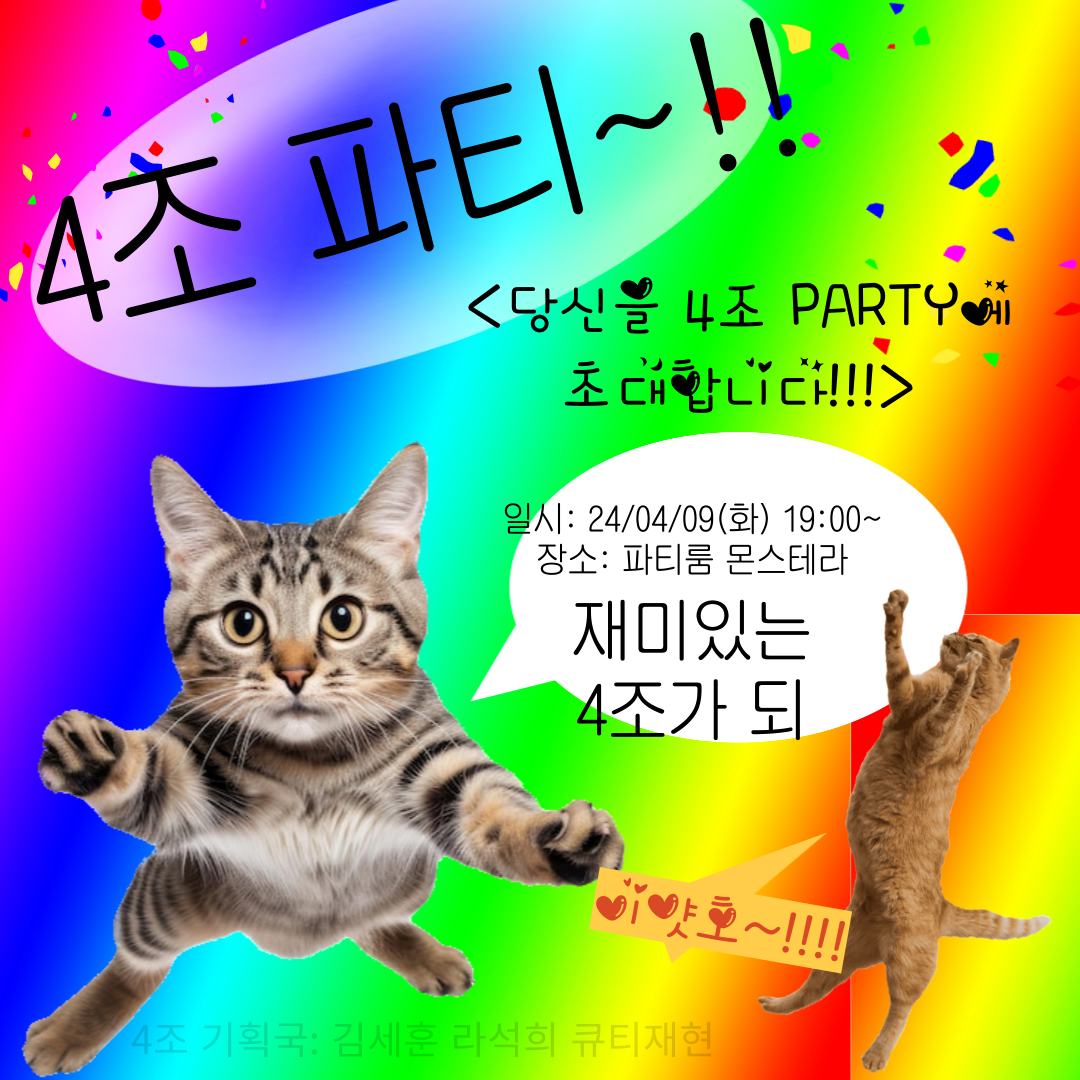 4조 파티~!!
<당신을 4조 PARTY에
초대합니다!!!>
일시: 24/04/09(화) 19:00~
장소: 파티룸 몬스테라
재미있는
4조가 되
이얏호~!!!!
4조 기획국: 김세훈 라석희 큐티재현